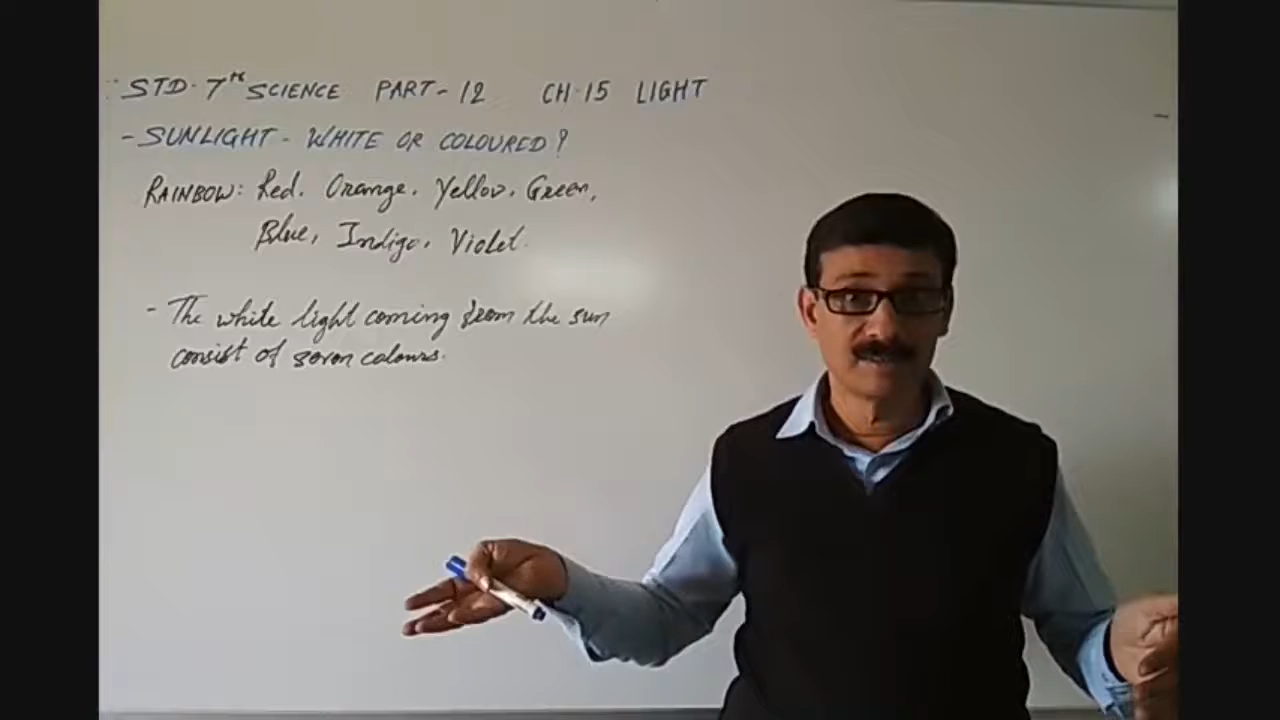 STD. 7TH SCIENCE PART-12 CH.15 LIGHT
- SUNLIGHT - WHITE OR COLOURED?
RAINBOW: Red. Orange. Yellow. Green,
Blue, Indigo, Violet.
- The white light coming from the sun
consist of seven colours.